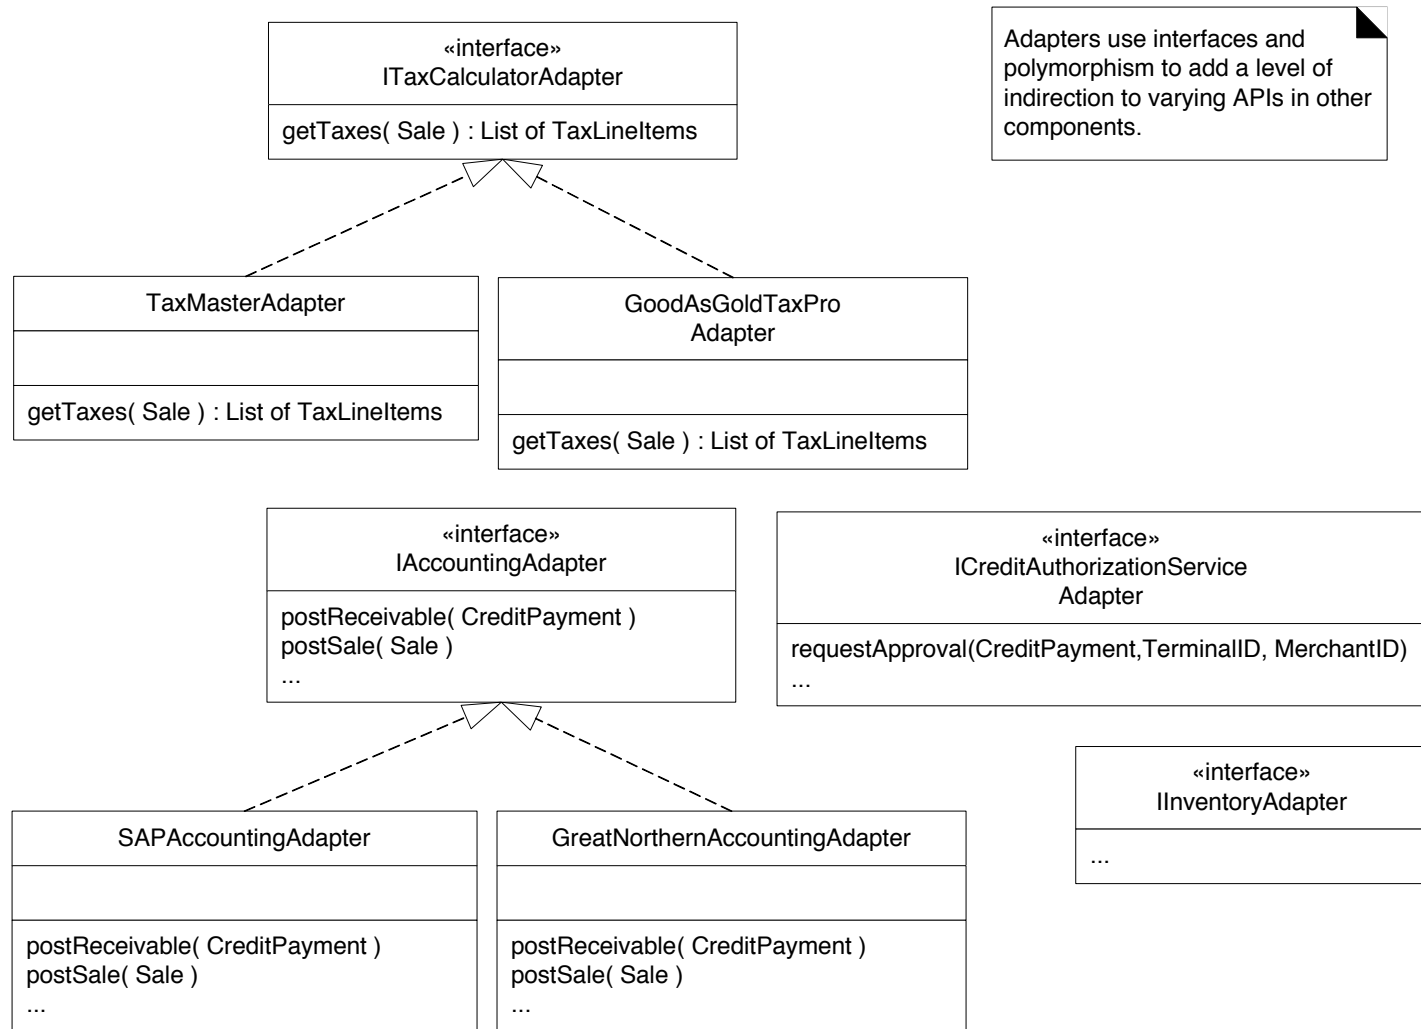 «interface»
ITaxCalculatorAdapter
getTaxes( Sale ) : List of TaxLineItems
Adapters use interfaces and
polymorphism to add a level of
indirection to varying APIs in other
components.
TaxMasterAdapter
getTaxes( Sale ) : List of TaxLineItems
GoodAsGoldTaxPro
Adapter
getTaxes( Sale ) : List of TaxLineItems
«interface»
IAccountingAdapter
postReceivable( CreditPayment )
postSale( Sale )
...
«interface»
ICreditAuthorizationService
Adapter
requestApproval(CreditPayment,TerminalID, MerchantID)
...
«interface»
IInventoryAdapter
...
SAPAccountingAdapter
postReceivable( CreditPayment )
postSale( Sale )
...
GreatNorthernAccountingAdapter
postReceivable( CreditPayment )
postSale( Sale )
...